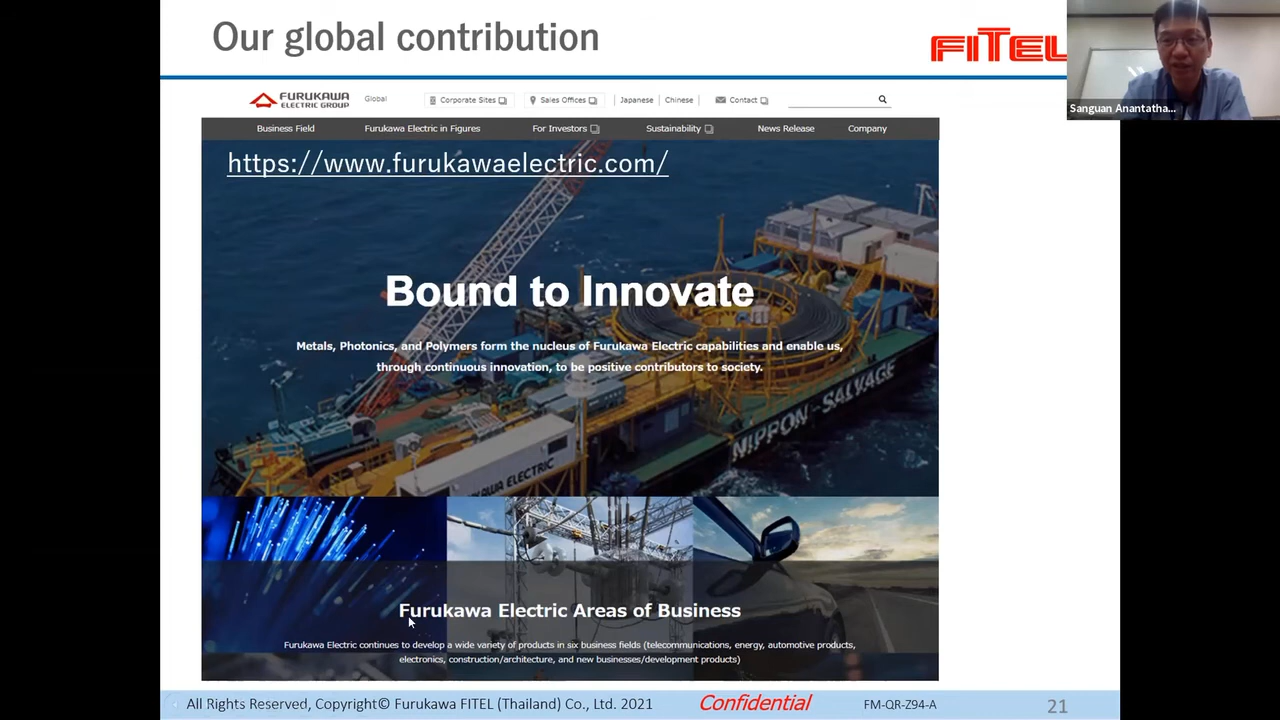 Our global contribution
FITEL
Sanguan Anantatha...
FURUKAWA
ELECTRIC GROUP
Global
Corporate Sites
Sales Offices
Japanese
Chinese
Contact
Business Field
Furukawa Electric in Figures
For Investors
Sustainability
News Release
Company
https://www.furukawaelectric.com/
Bound to Innovate
Metals, Photonics, and Polymers form the nucleus of Furukawa Electric capabilities and enable us,
through continuous innovation, to be positive contributors to society.
NIPPON-SALVAGE
ELECTRIC
Furukawa Electric Areas of Business
Furukawa Electric continues to develop a wide variety of products in six business fields (telecommunications, energy, automotive products,
electronics, construction/architecture, and new businesses/development products)
All Rights Reserved, Copyright© Furukawa FITEL (Thailand) Co., Ltd. 2021
Confidential
FM-QR-Z94-A
21